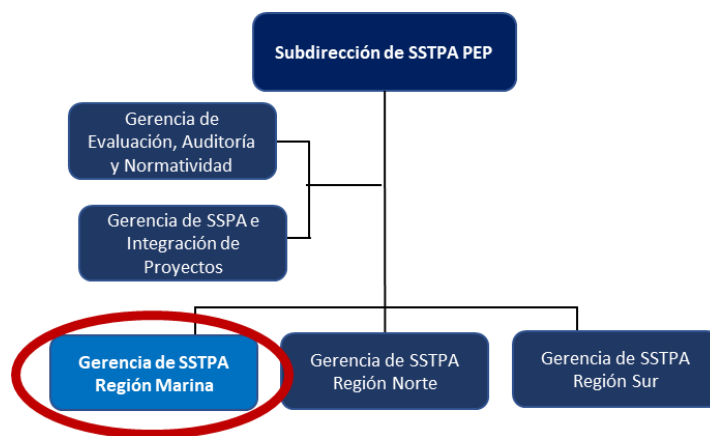 Subdirección de SSTPA PEP
Gerencia de
Evaluación, Auditoría
y Normatividad
Gerencia de SSPA e
Integración de
Proyectos
Gerencia de SSTPA
Región Marina
Gerencia de SSTPA
Región Norte
Gerencia de SSTPA
Región Sur